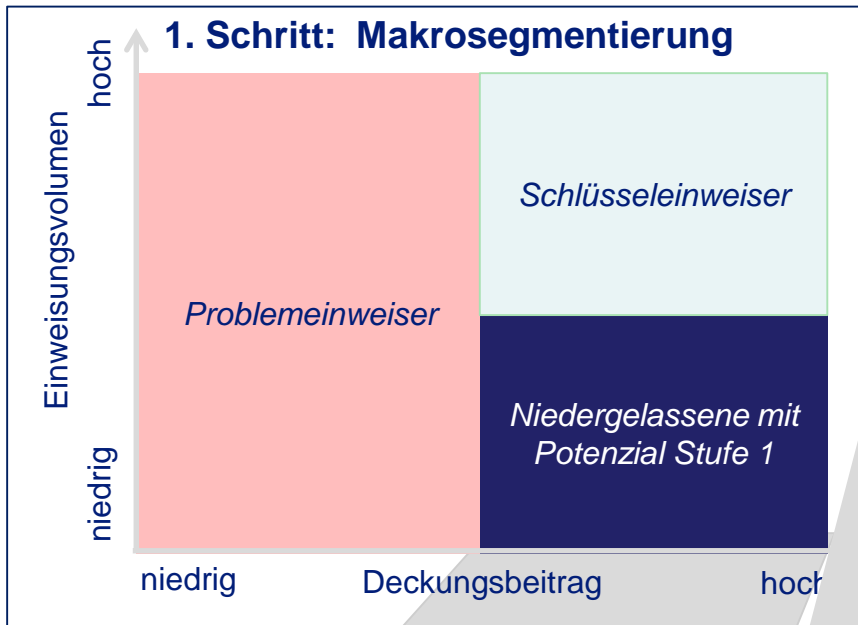 1. Schritt: Makrosegmentierung
hoch
Einweisungsvolumen
niedrig
Schlüsseleinweiser
Problemeinweiser
Niedergelassene mit
Potenzial Stufe 1
niedrig
Deckungsbeitrag
hoch